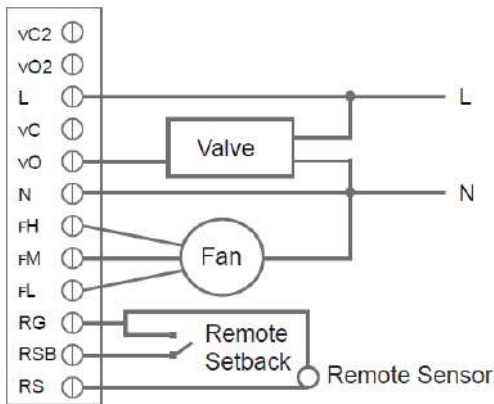 vC2
vO2
L L
vC
vO Valve
N N
FH
FM Fan
FL
RG Remote
RSB Setback
RS Remote Sensor